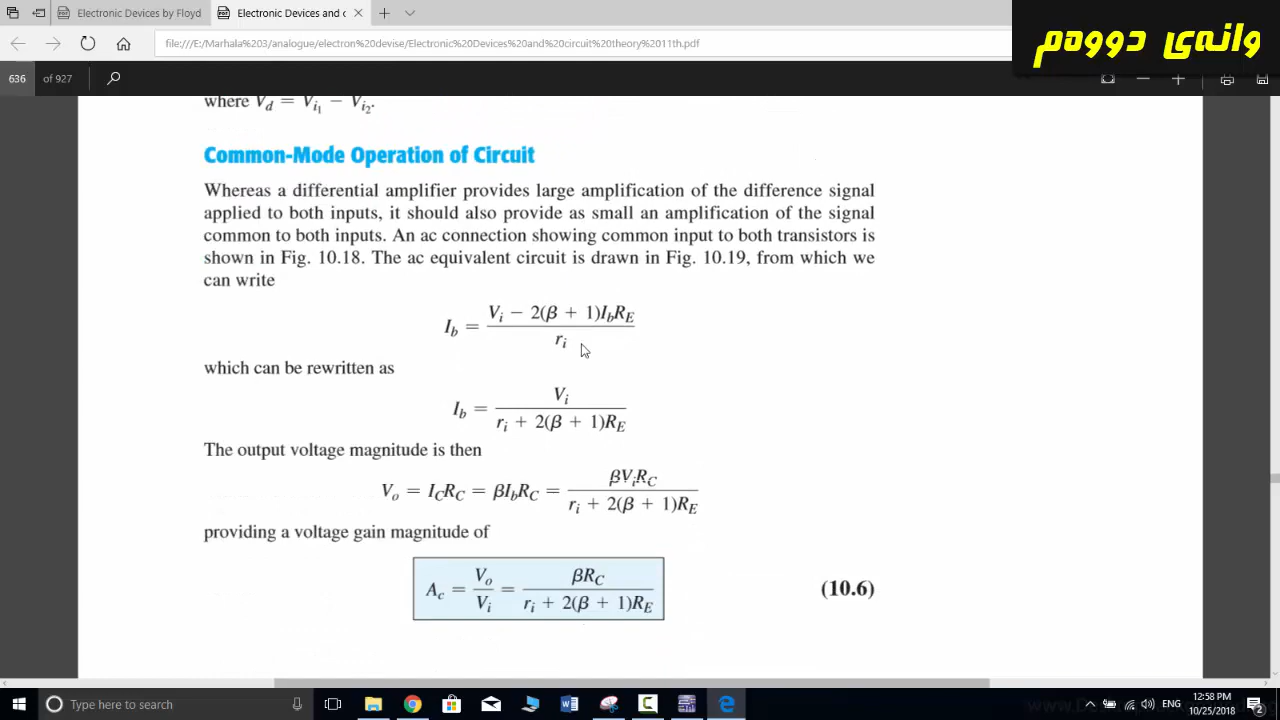 Electronic Devices by Floyd
Electronic Devices and c
وانەی دووەم
file:///E:/Marhala%203/analogue/electron%20devise/Electronic%20Devices%20and%20circuit%20theory%2011th.pdf
636 of 927
where V_d = V_i₁ − V_i₂.
Common-Mode Operation of Circuit
Whereas a differential amplifier provides large amplification of the difference signal
applied to both inputs, it should also provide as small an amplification of the signal
common to both inputs. An ac connection showing common input to both transistors is
shown in Fig. 10.18. The ac equivalent circuit is drawn in Fig. 10.19, from which we
can write
I_b = (V_i − 2(β + 1)I_bR_E) / r_i
which can be rewritten as
I_b = V_i / (r_i + 2(β + 1)R_E)
The output voltage magnitude is then
V_o = I_CR_C = βI_bR_C = βV_iR_C / (r_i + 2(β + 1)R_E)
providing a voltage gain magnitude of
A_c = V_o / V_i = βR_C / (r_i + 2(β + 1)R_E) (10.6)
Type here to search
12:58 PM
10/25/2018
2